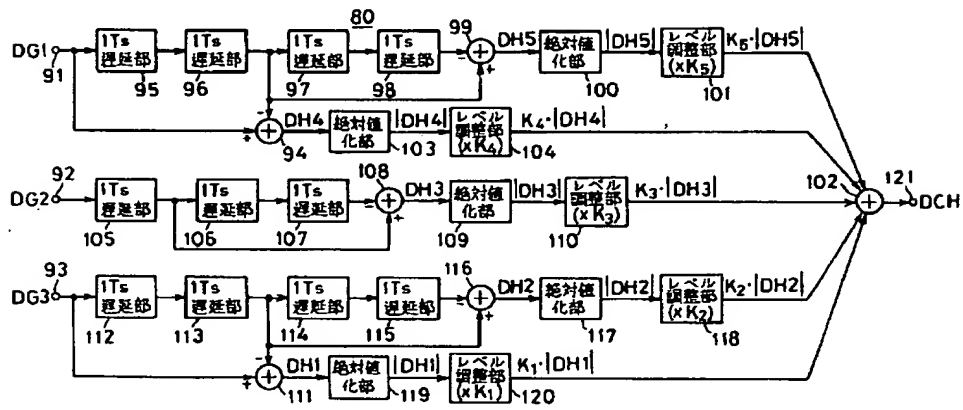 80
DG1
91
1Ts
遅延部
95
1Ts
遅延部
96
1Ts
遅延部
97
1Ts
遅延部
98
99
DH5
絶対値
化部
100
|DH5|
レベル
調整部
(×K5)
101
K5・|DH5|
94
DH4
絶対値
化部
103
|DH4|
レベル
調整部
(×K4)
104
K4・|DH4|
92
DG2
1Ts
遅延部
105
1Ts
遅延部
106
1Ts
遅延部
107
108
DH3
絶対値
化部
109
|DH3|
レベル
調整部
(×K3)
110
K3・|DH3|
102
121
DCH
93
DG3
1Ts
遅延部
112
1Ts
遅延部
113
1Ts
遅延部
114
1Ts
遅延部
115
116
DH2
絶対値
化部
117
|DH2|
レベル
調整部
(×K2)
118
K2・|DH2|
111
DH1
絶対値
化部
119
|DH1|
レベル
調整部
(×K1)
120
K1・|DH1|